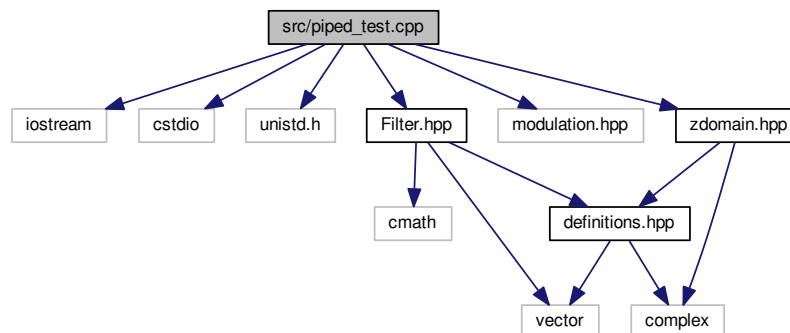 src/piped_test.cpp
iostream
cstdio
unistd.h
Filter.hpp
modulation.hpp
zdomain.hpp
cmath
definitions.hpp
vector
complex